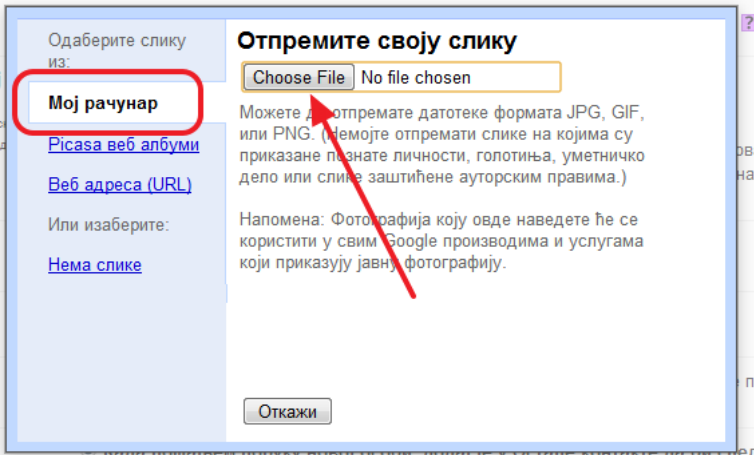 Одаберите слику
из:
Мој рачунар
Picasa веб албуми
Веб адреса (URL)
Или изаберите:
Нема слике
Отпремите своју слику
Choose File No file chosen
Можете да отпремате датотеке формата JPG, GIF,
или PNG. (Немојте отпремати слике на којима су
приказане познате личности, голотиња, уметничко
дело или слике заштићене ауторским правима.)
Напомена: Фотографија коју овде наведете ће се
користити у свим Google производима и услугама
који приказују јавну фотографију.
Откажи
?